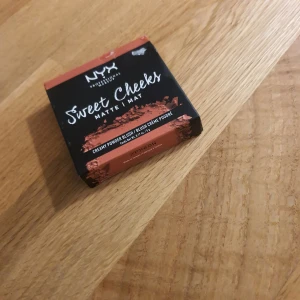 NYX
PROFESSIONAL MAKEUP
Sweet Cheeks
MATTE | MAT
CREAMY POWDER BLUSH / BLUSH CRÈME POUDRE